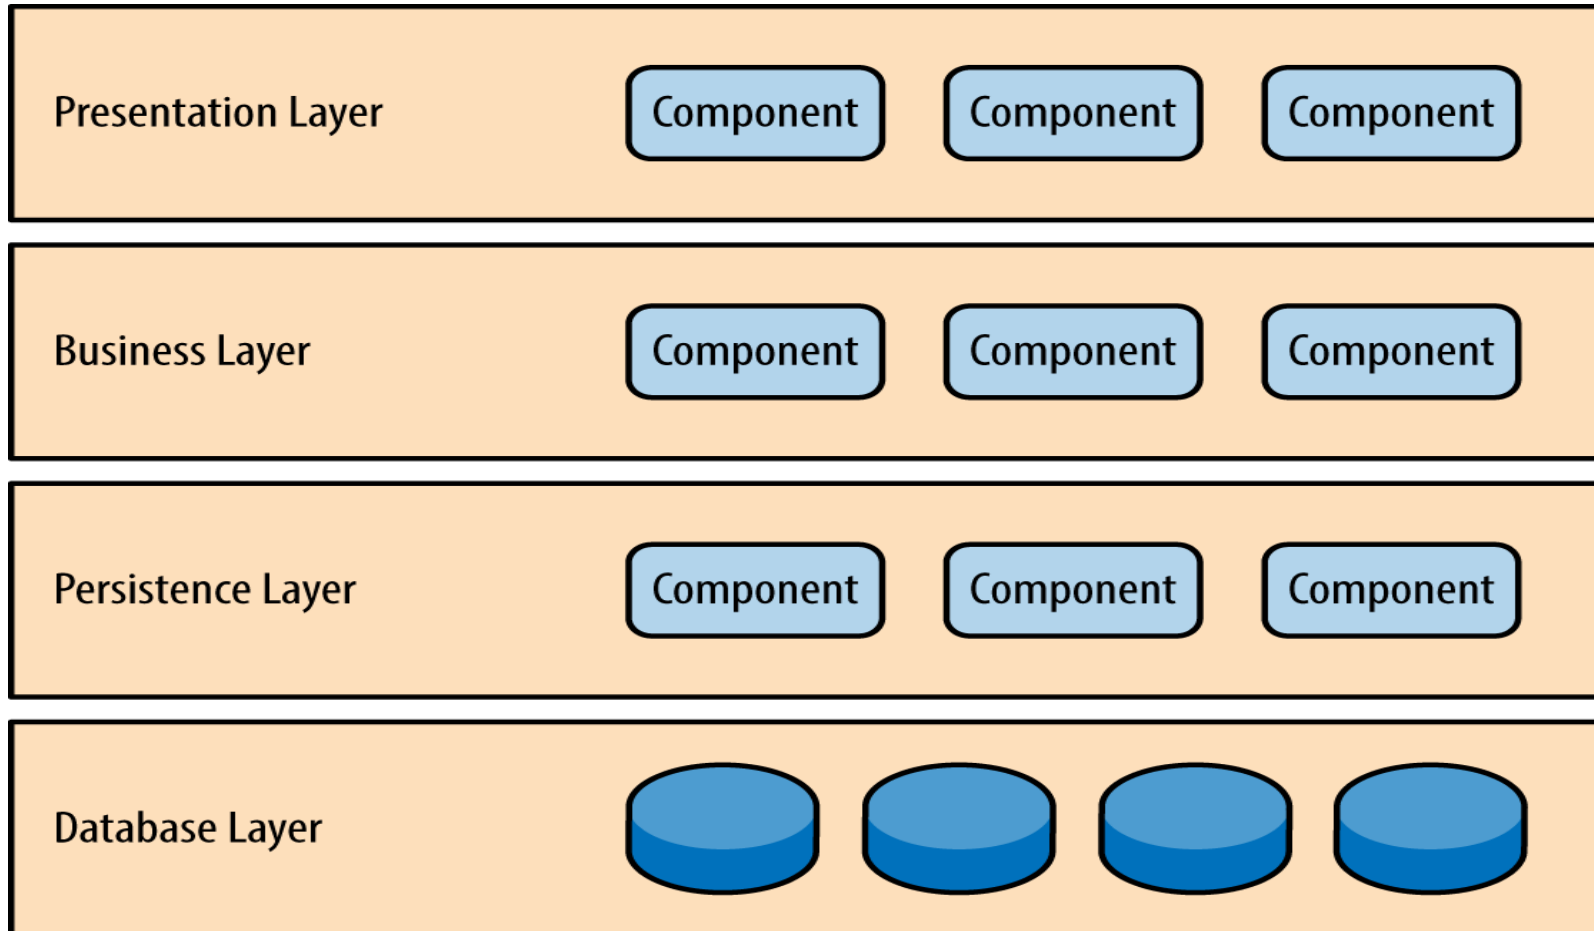 Presentation Layer Component Component Component
Business Layer Component Component Component
Persistence Layer Component Component Component
Database Layer